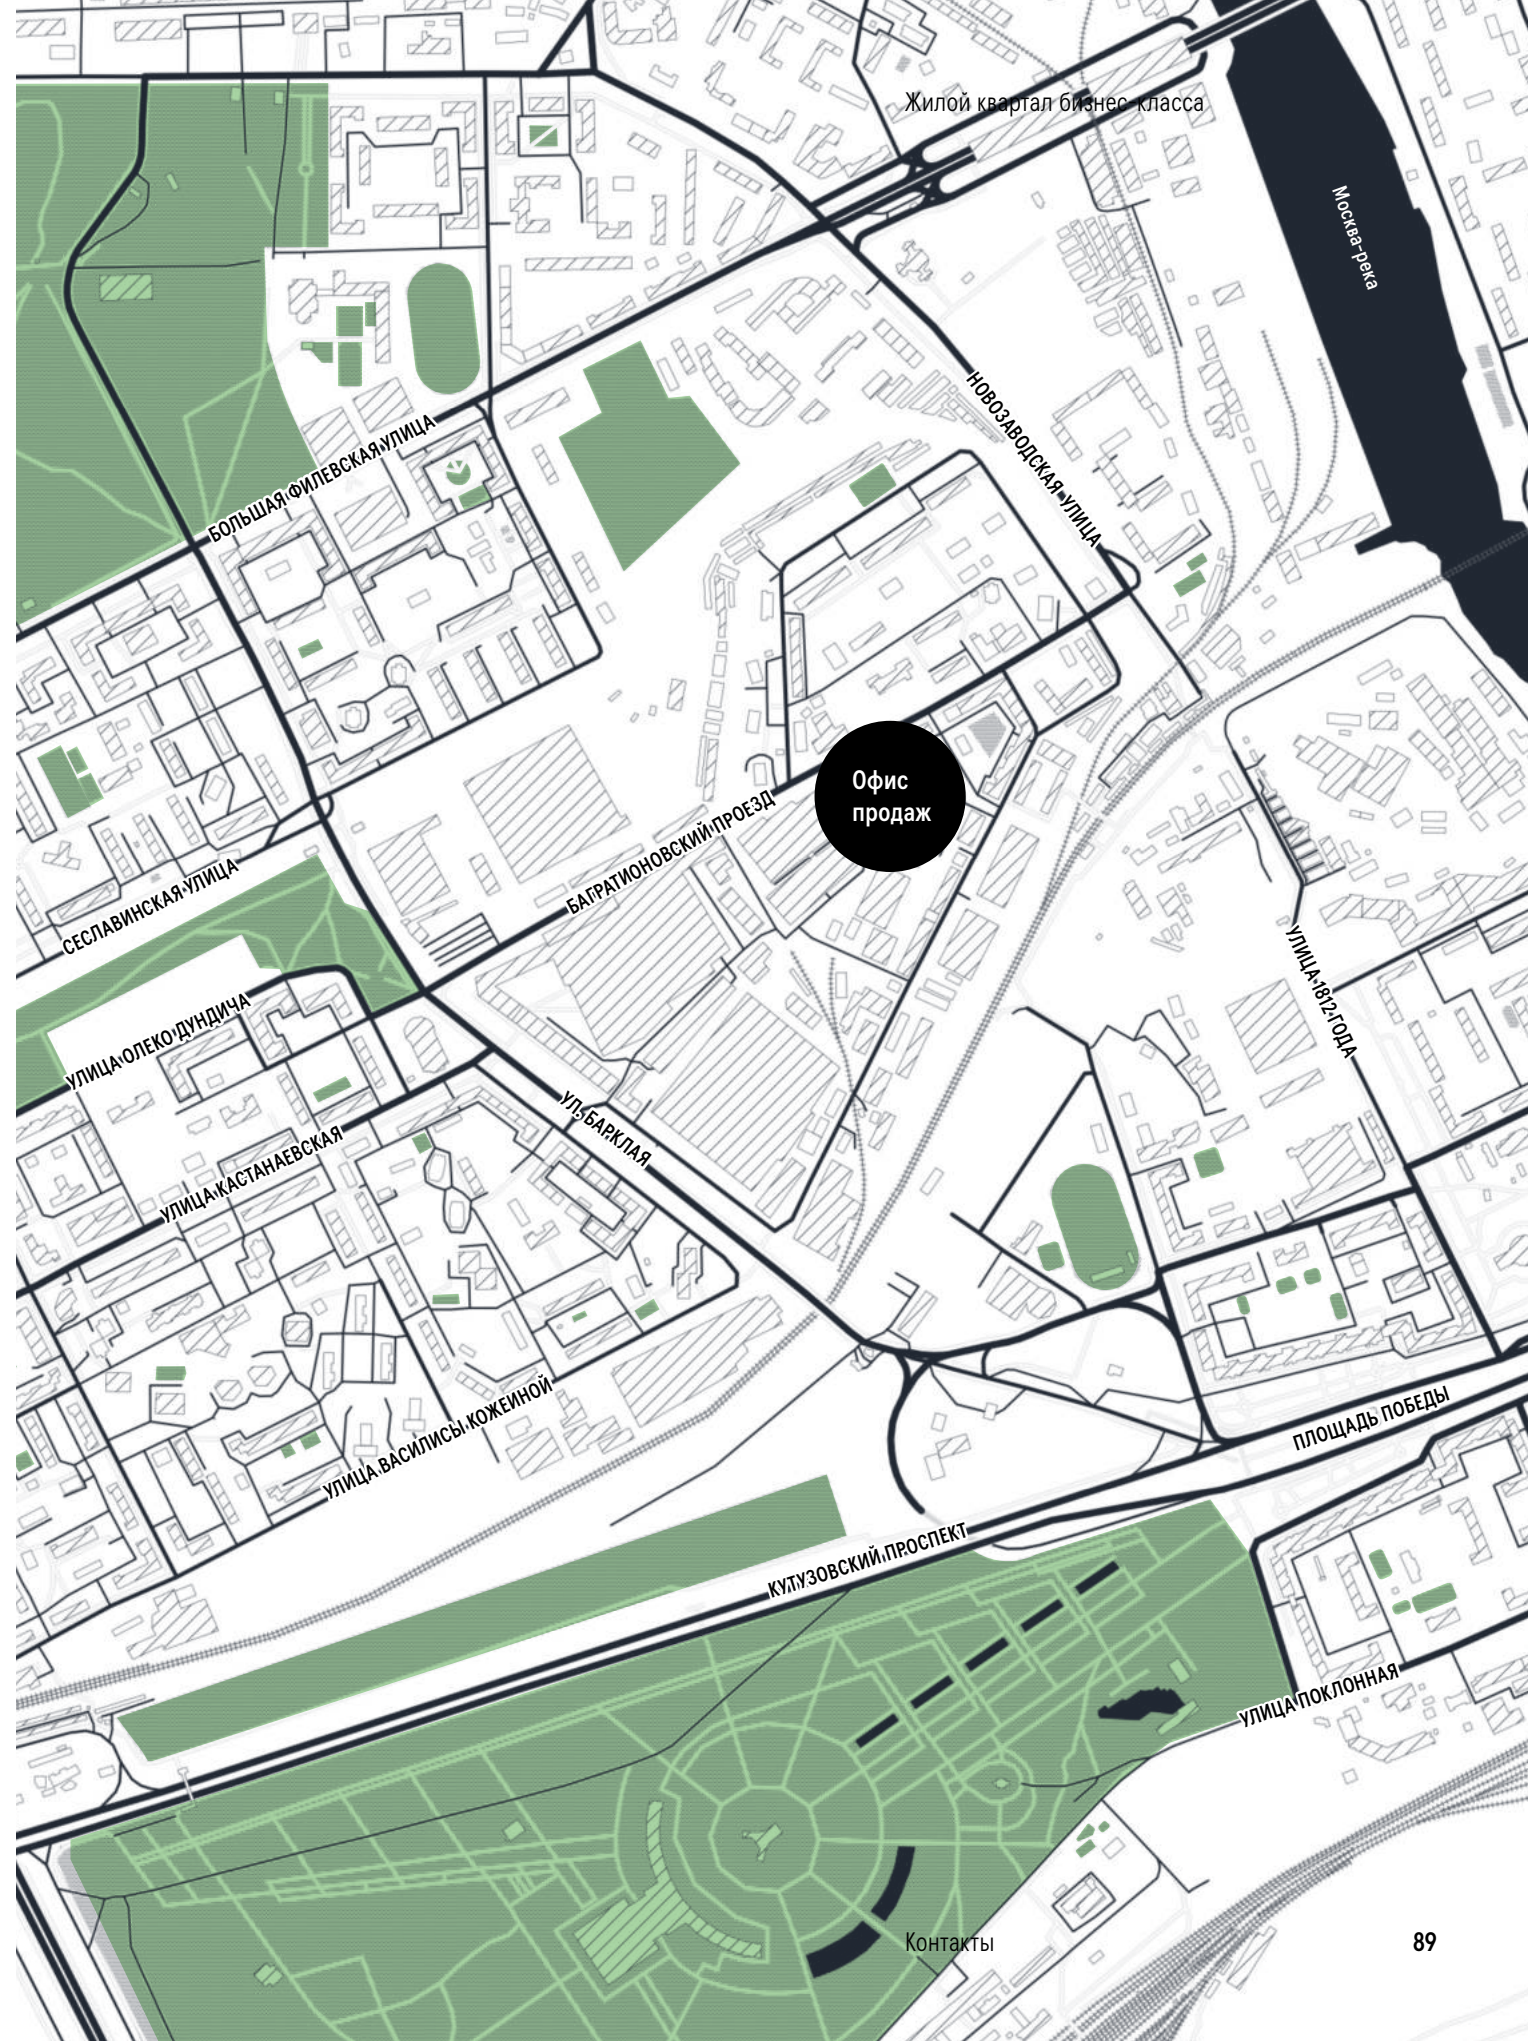 Жилой квартал бизнес-класса
Москва-река
НОВОЗАВОДСКАЯ УЛИЦА
БОЛЬШАЯ ФИЛЕВСКАЯ УЛИЦА
Офис
продаж
БАГРАТИОНОВСКИЙ ПРОЕЗД
СЕСЛАВИНСКАЯ УЛИЦА
УЛИЦА 1812 ГОДА
УЛИЦА ОЛЕКО ДУНДИЧА
УЛ. БАРКЛАЯ
УЛИЦА КАСТАНАЕВСКАЯ
УЛИЦА ВАСИЛИСЫ КОЖЕИНОЙ
ПЛОЩАДЬ ПОБЕДЫ
КУТУЗОВСКИЙ ПРОСПЕКТ
УЛИЦА ПОКЛОННАЯ
Контакты
89